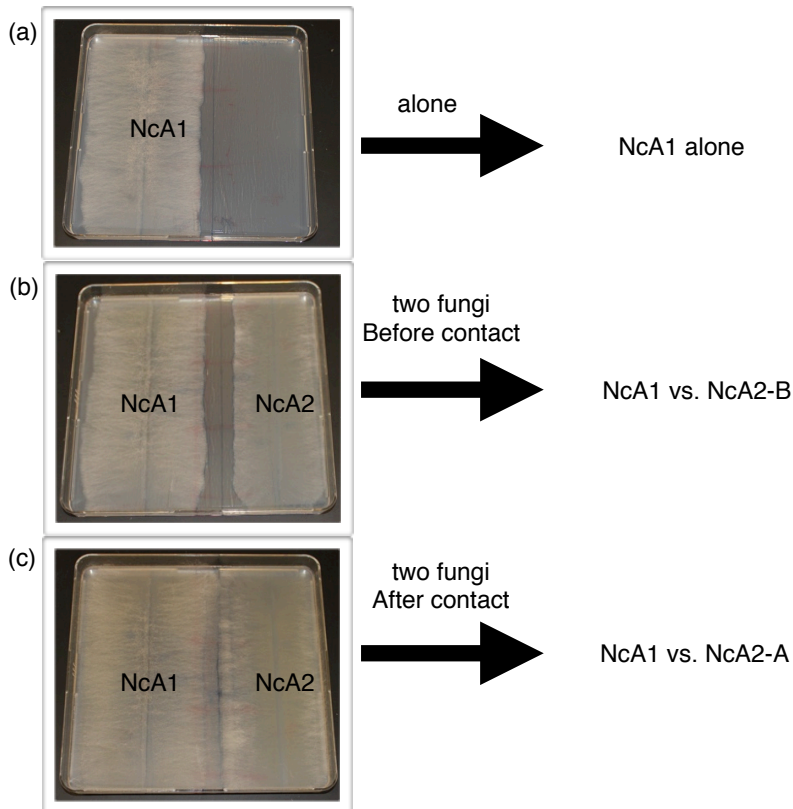 (a)
NcA1
alone
NcA1 alone
(b)
two fungi
Before contact
NcA1
NcA2
NcA1 vs. NcA2-B
(c)
two fungi
After contact
NcA1
NcA2
NcA1 vs. NcA2-A